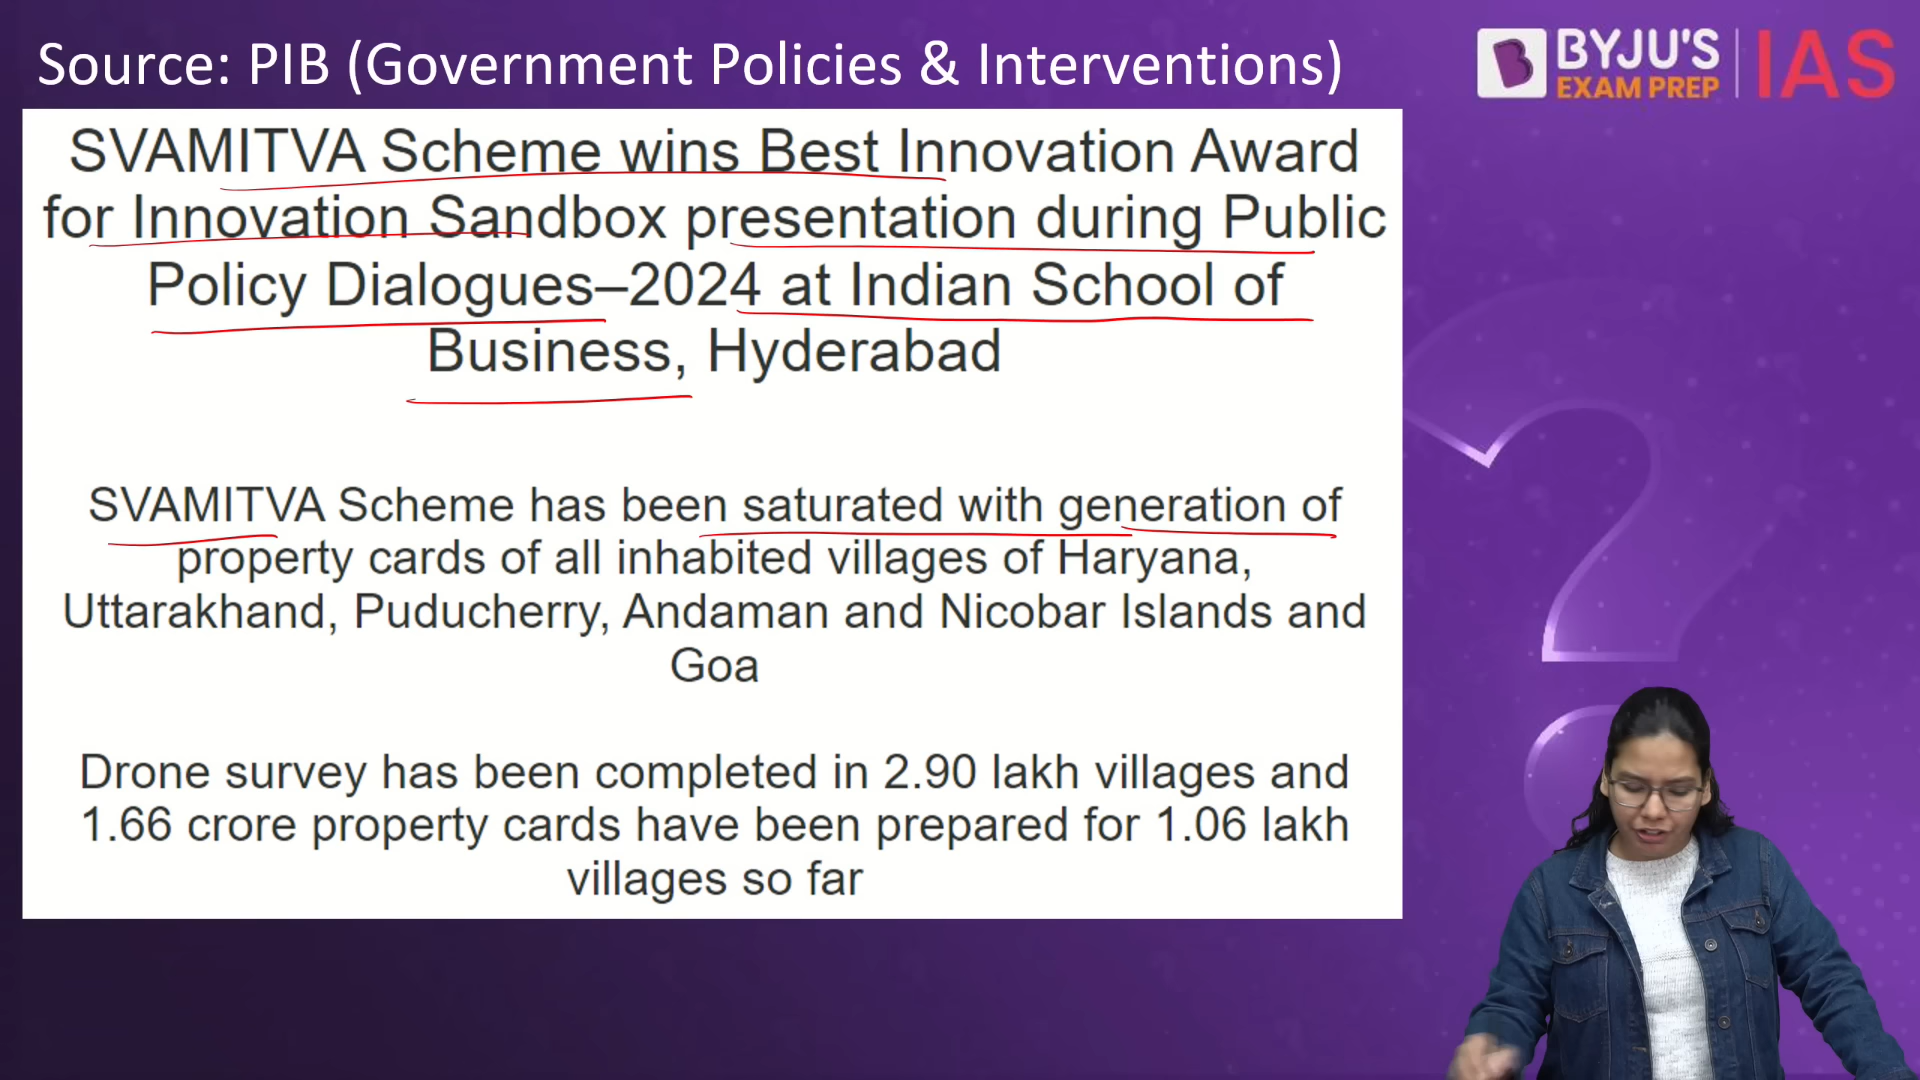 Source: PIB (Government Policies & Interventions)
BYJU'S
EXAM PREP
IAS
SVAMITVA Scheme wins Best Innovation Award
for Innovation Sandbox presentation during Public
Policy Dialogues–2024 at Indian School of
Business, Hyderabad
SVAMITVA Scheme has been saturated with generation of
property cards of all inhabited villages of Haryana,
Uttarakhand, Puducherry, Andaman and Nicobar Islands and
Goa
Drone survey has been completed in 2.90 lakh villages and
1.66 crore property cards have been prepared for 1.06 lakh
villages so far